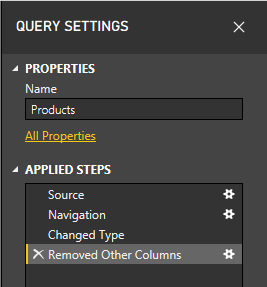 QUERY SETTINGS
PROPERTIES
Name
Products
All Properties
APPLIED STEPS
Source
Navigation
Changed Type
Removed Other Columns